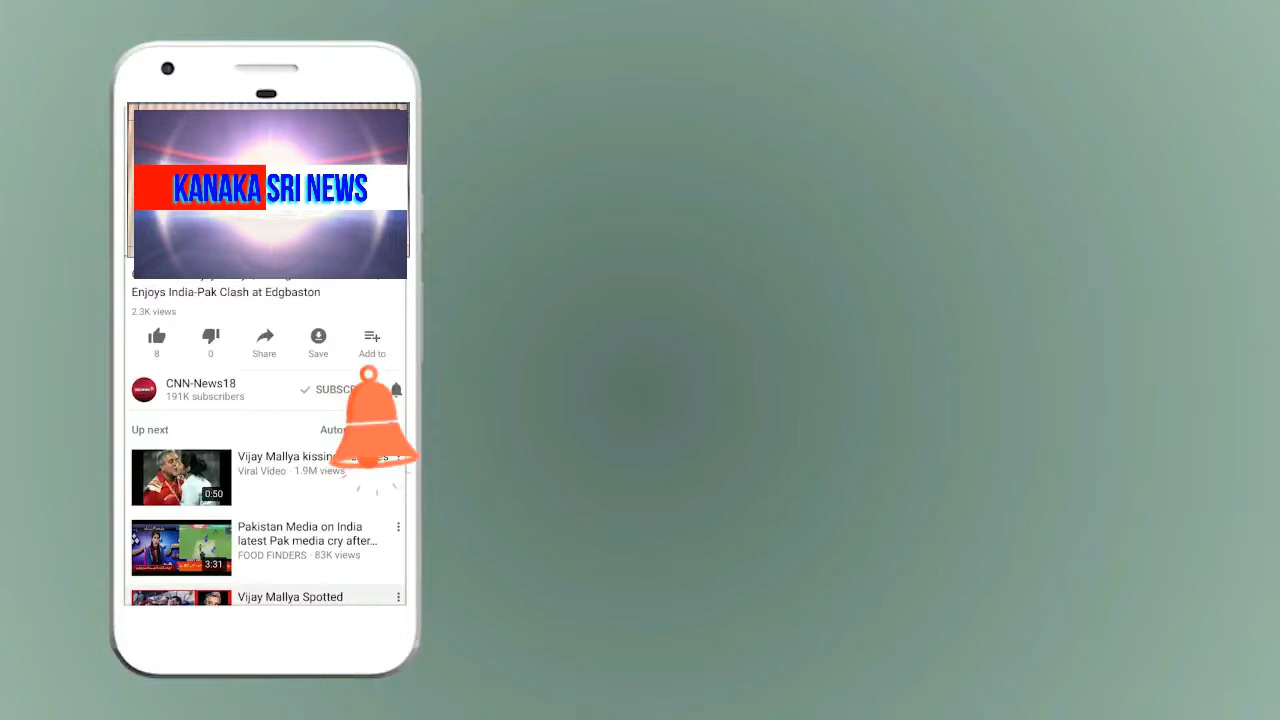 KANAKA SRI NEWS
Enjoys India-Pak Clash at Edgbaston
2.3K views
8
0
Share
Save
Add to
CNN-News18
191K subscribers
SUBSC
Up next
Vijay Mallya
Viral Video · 1.9M views
0:50
Pakistan Media on India
latest Pak media cry after...
FOOD FINDERS · 83K views
3:31
Vijay Mallya Spotted